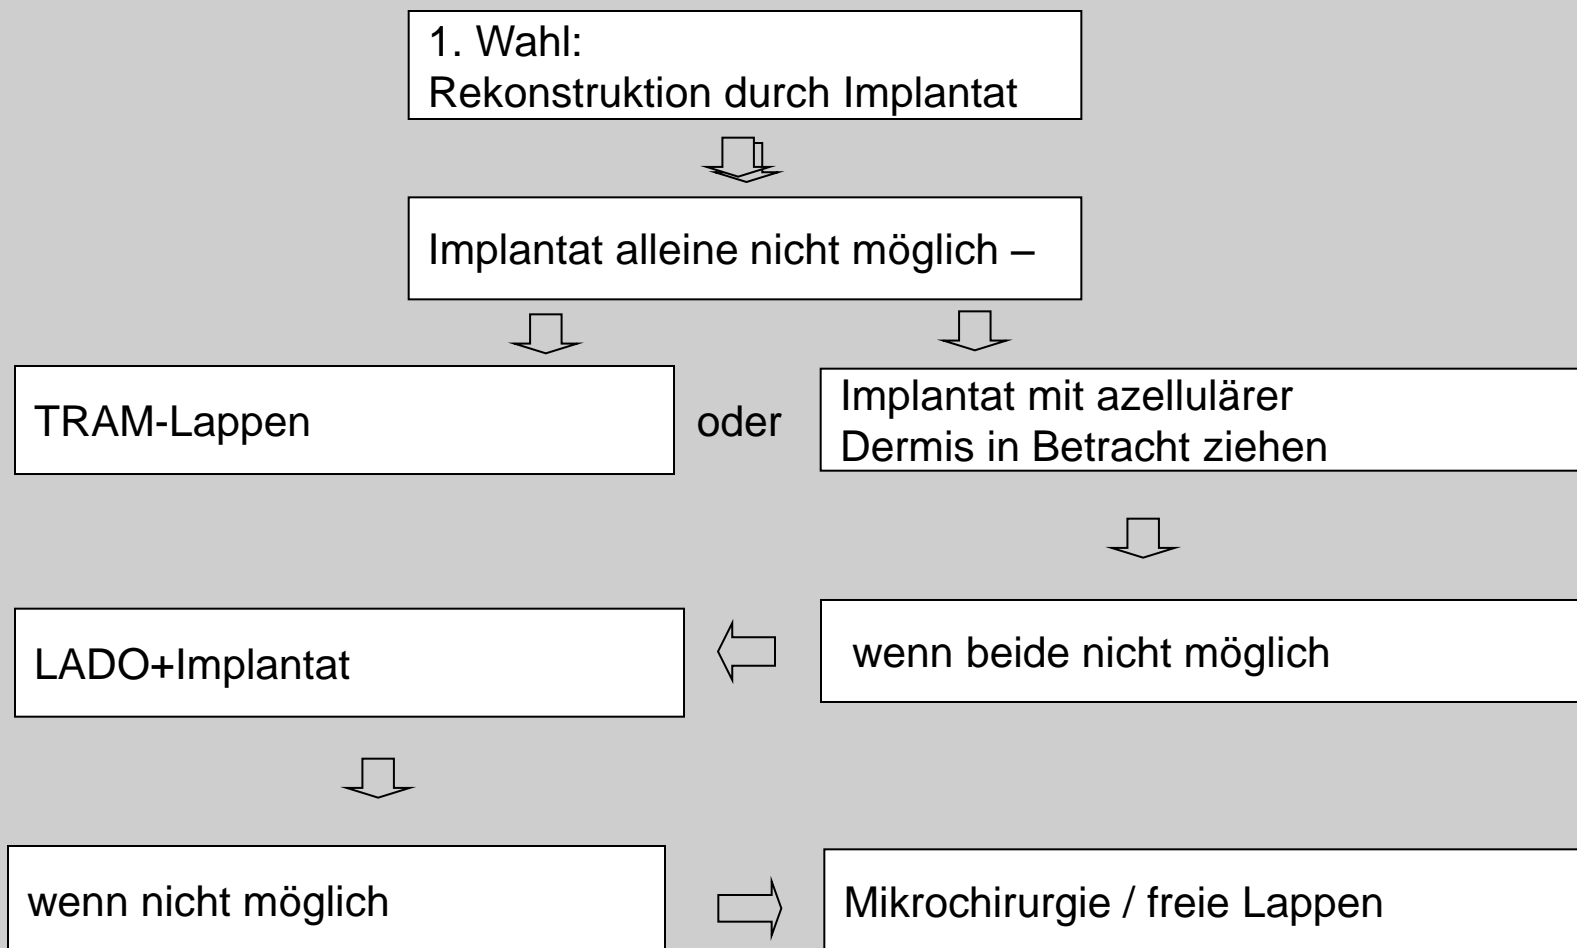 1. Wahl:
Rekonstruktion durch Implantat
Implantat alleine nicht möglich –
TRAM-Lappen
oder
Implantat mit azellulärer
Dermis in Betracht ziehen
LADO+Implantat
wenn beide nicht möglich
wenn nicht möglich
Mikrochirurgie / freie Lappen